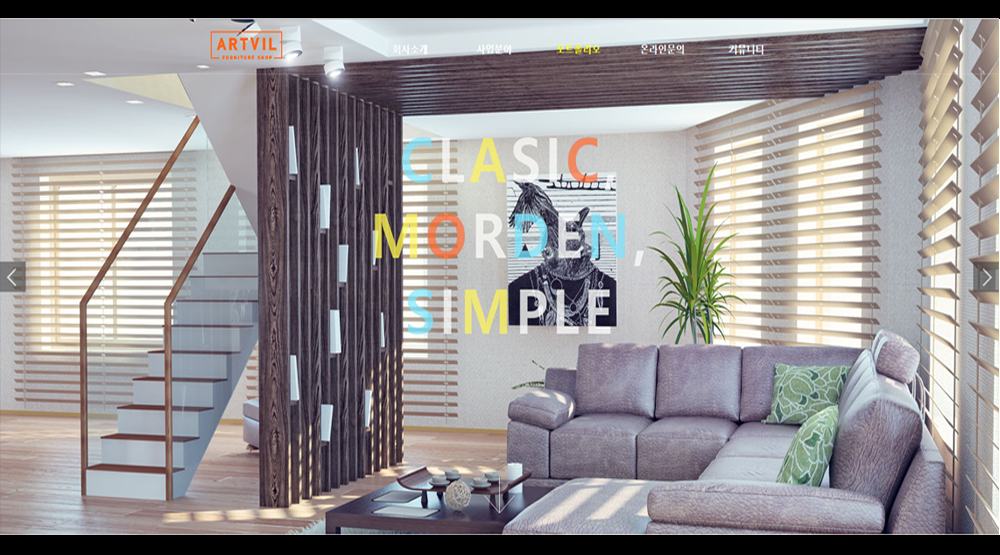 ARTVIL
FURNITURE SHOP
회사소개 사업분야 포트폴리오 온라인문의 커뮤니티
CLASIC,
MORDEN,
SIMPLE